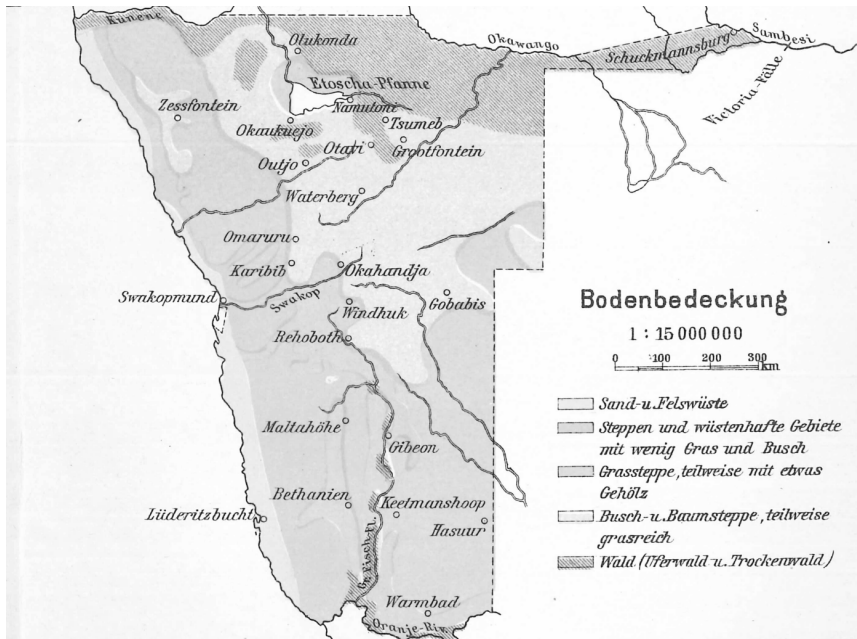 Kunene
Olukonda
Okawango
Sambesi
Schuckmannsburg
Victoria-Fälle
Etoscha-Pfanne
Zessfontein
Namutoni
Okaukuejo
Tsumeb
Otavi
Grootfontein
Outjo
Waterberg
Omaruru
Karibib
Okahandja
Swakopmund
Swakop
Windhuk
Gobabis
Rehoboth
Maltahöhe
Gibeon
Bethanien
Keetmanshoop
Lüderitzbucht
Hasuur
Gr. Fisch-Fl.
Warmbad
Oranje-Riv.
Bodenbedeckung
1 : 15 000 000
0 100 200 300
km
Sand-u. Felswüste
Steppen und wüstenhafte Gebiete
mit wenig Gras und Busch
Grassteppe, teilweise mit etwas
Gehölz
Busch-u. Baumsteppe, teilweise
grasreich
Wald (Uferwald u. Trockenwald)